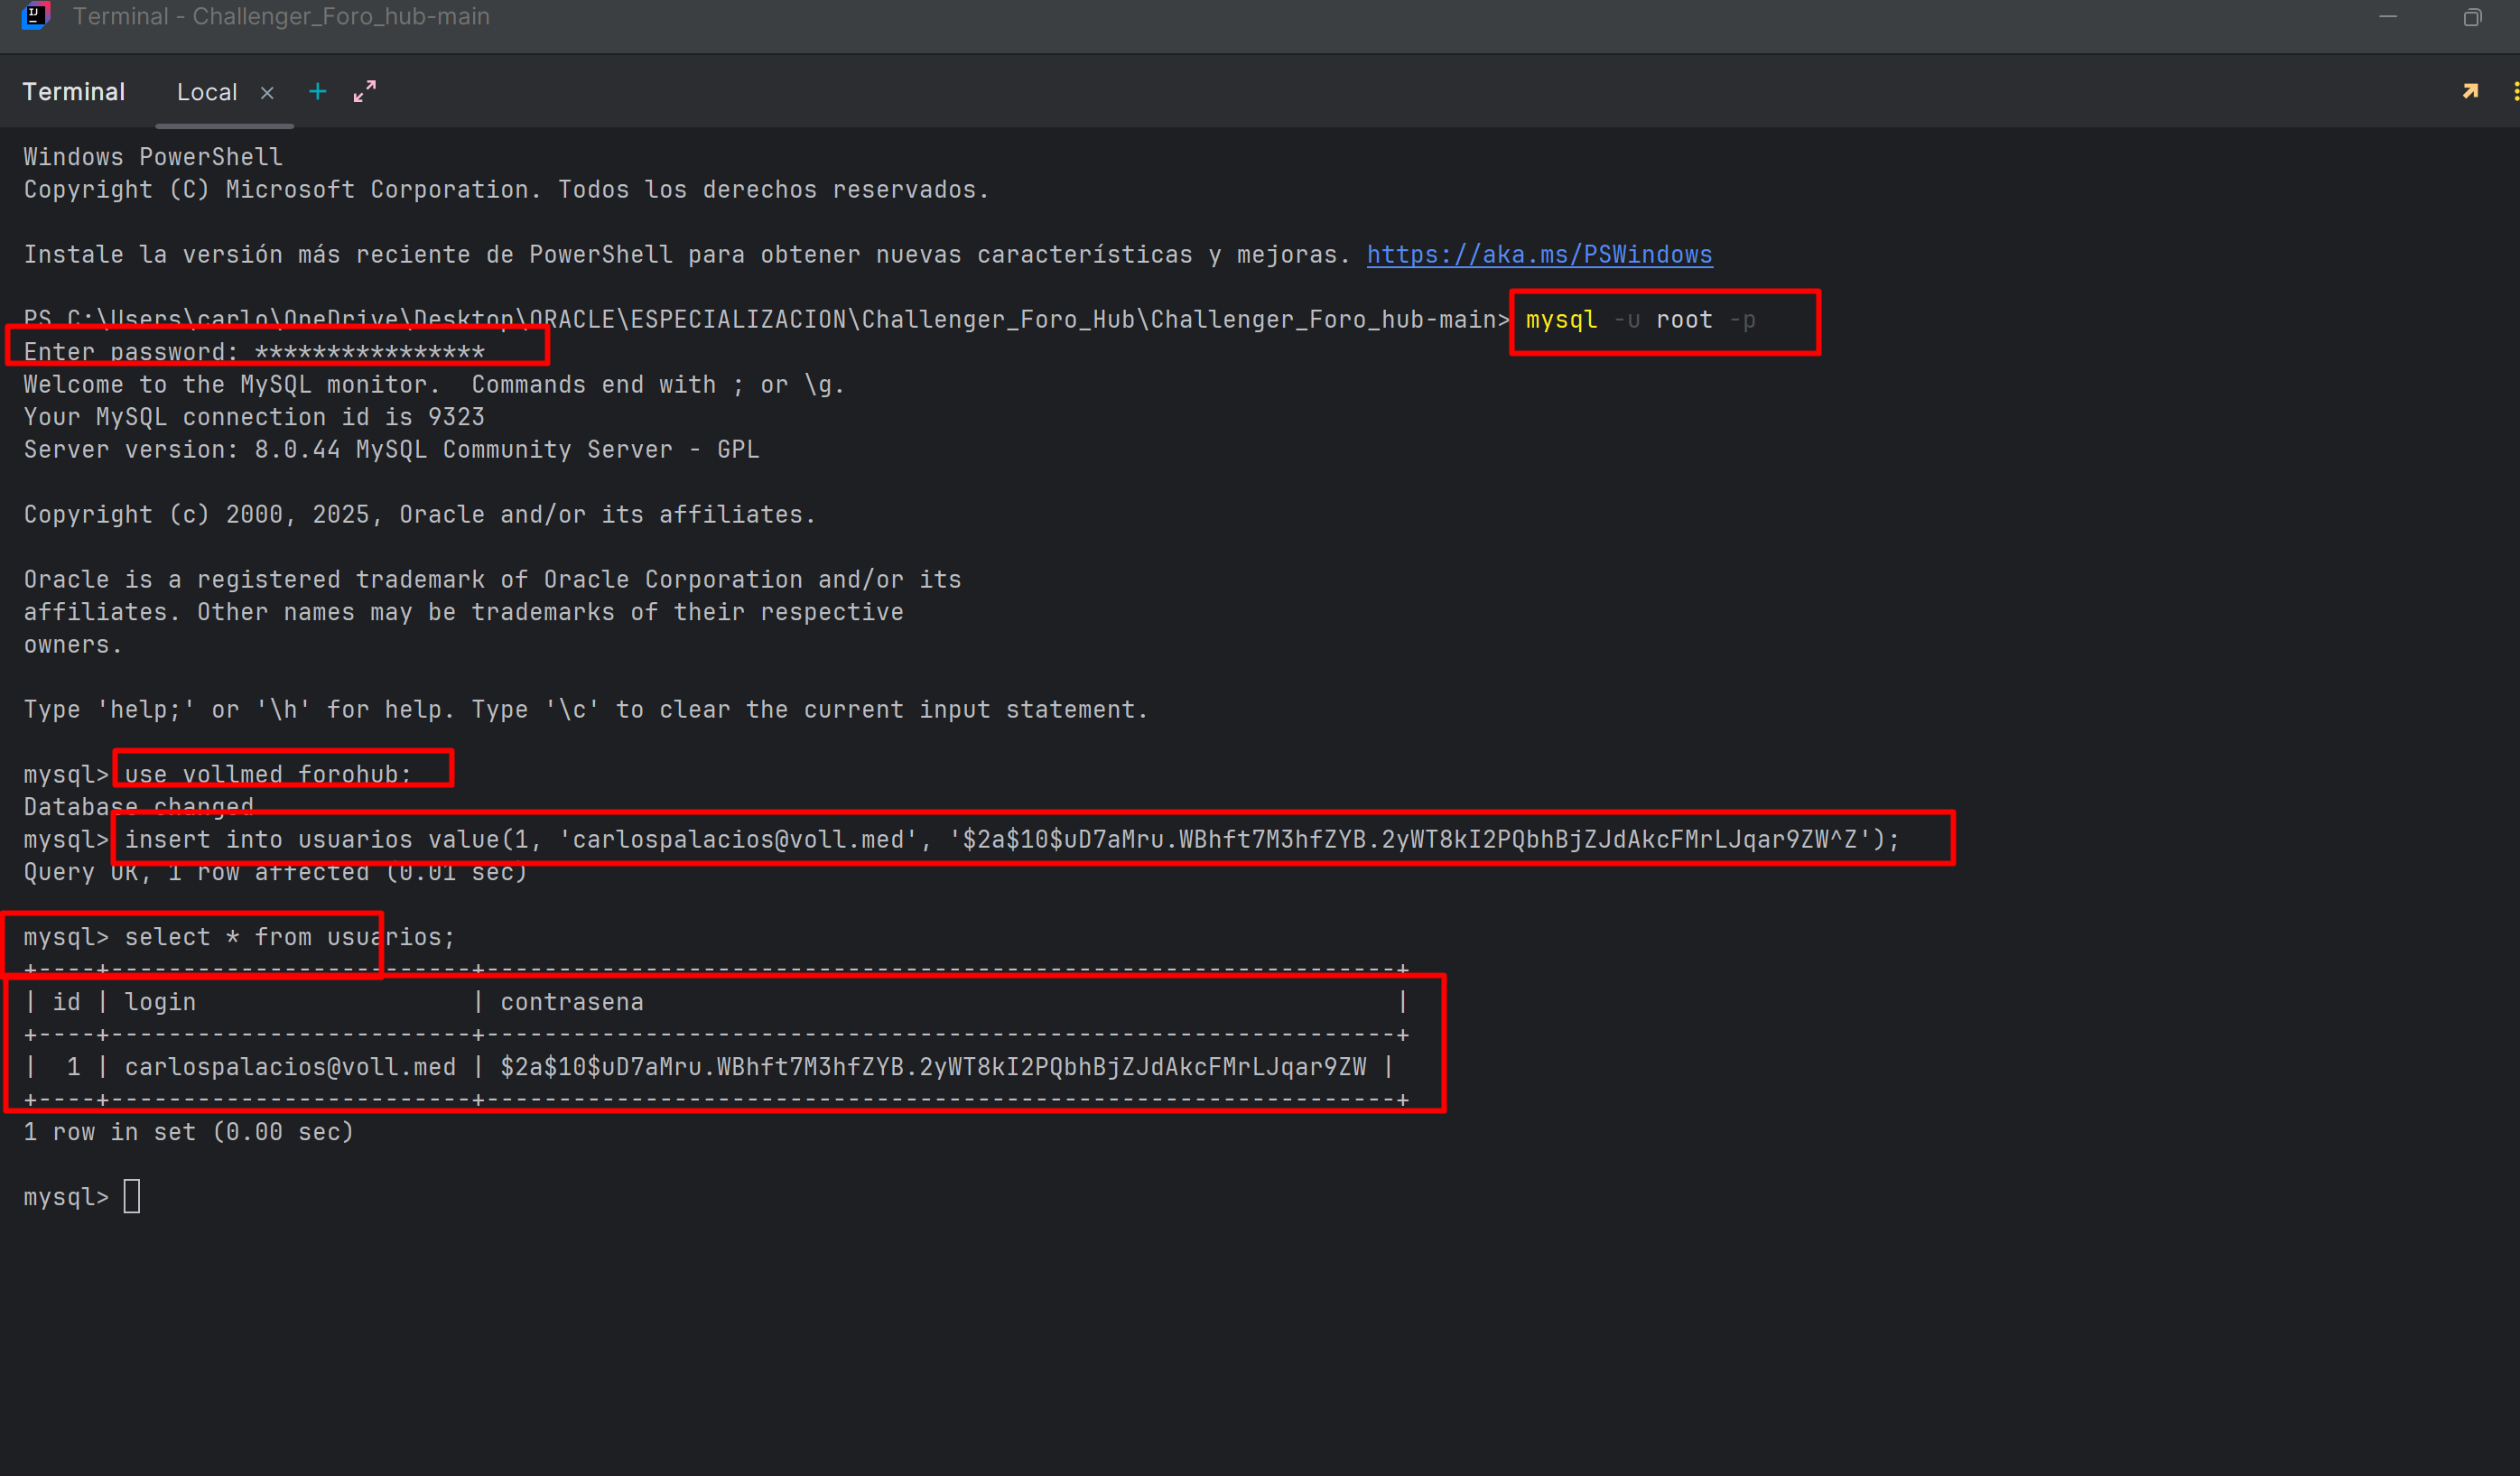 Terminal - Challenger_Foro_hub-main
Terminal Local × +
Windows PowerShell
Copyright (C) Microsoft Corporation. Todos los derechos reservados.
Instale la versión más reciente de PowerShell para obtener nuevas características y mejoras. https://aka.ms/PSWindows
PS C:\Users\carlo\OneDrive\Desktop\ORACLE\ESPECIALIZACION\Challenger_Foro_Hub\Challenger_Foro_hub-main> mysql -u root -p
Enter password: ****************
Welcome to the MySQL monitor.  Commands end with ; or \g.
Your MySQL connection id is 9323
Server version: 8.0.44 MySQL Community Server - GPL
Copyright (c) 2000, 2025, Oracle and/or its affiliates.
Oracle is a registered trademark of Oracle Corporation and/or its
affiliates. Other names may be trademarks of their respective
owners.
Type 'help;' or '\h' for help. Type '\c' to clear the current input statement.
mysql> use vollmed_forohub;
Database changed
mysql> insert into usuarios value(1, 'carlospalacios@voll.med', '$2a$10$uD7aMru.WBhft7M3hfZYB.2yWT8kI2PQbhBjZJdAkcFMrLJqar9ZW^Z');
Query OK, 1 row affected (0.01 sec)
mysql> select * from usuarios;
+----+-------------------------+---------------------------------------------------------------+
| id | login                   | contrasena                                                    |
+----+-------------------------+---------------------------------------------------------------+
|  1 | carlospalacios@voll.med | $2a$10$uD7aMru.WBhft7M3hfZYB.2yWT8kI2PQbhBjZJdAkcFMrLJqar9ZW |
+----+-------------------------+---------------------------------------------------------------+
1 row in set (0.00 sec)
mysql>